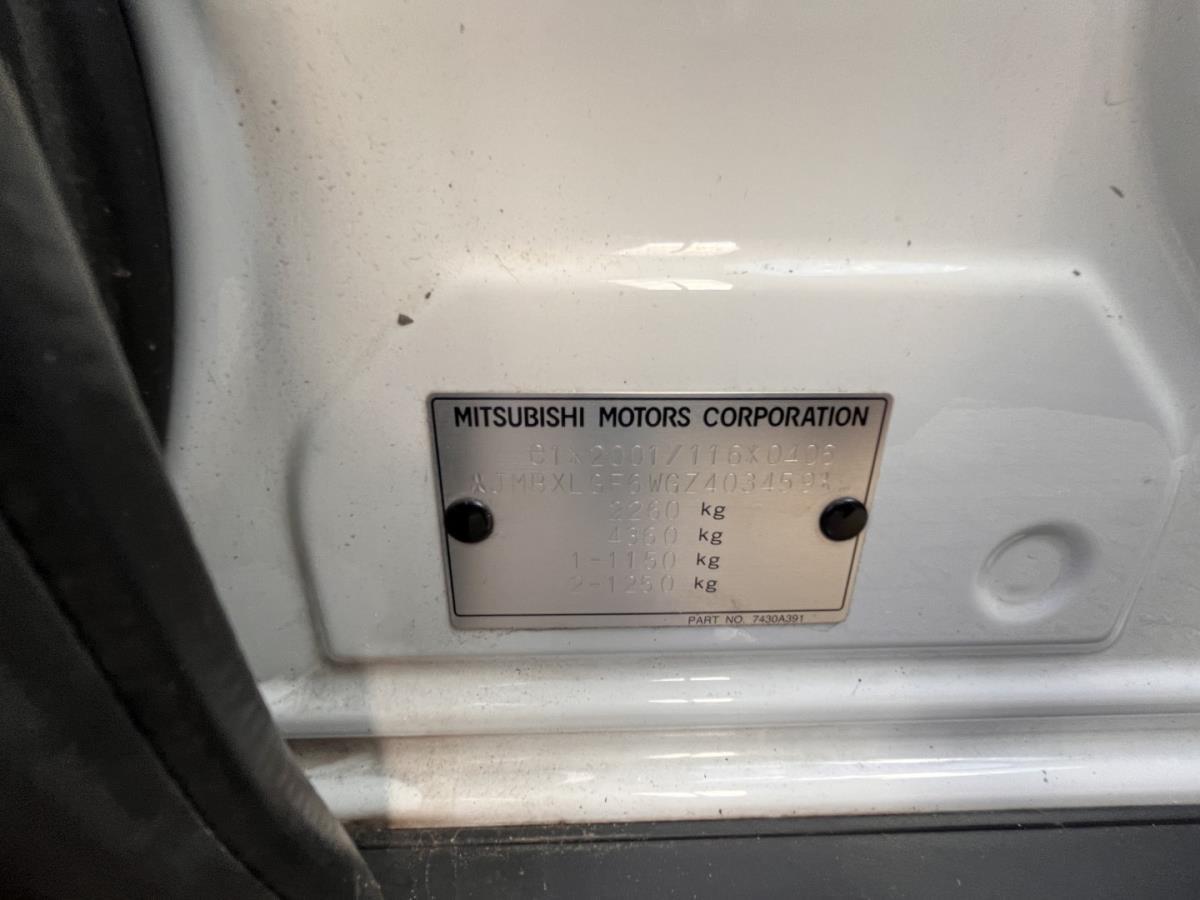 MITSUBISHI MOTORS CORPORATION
e1*2001/116*0406
*JMBXLGF6WGZ403459*
2260 kg
4360 kg
1-1150 kg
2-1250 kg
PART NO. 7430A391